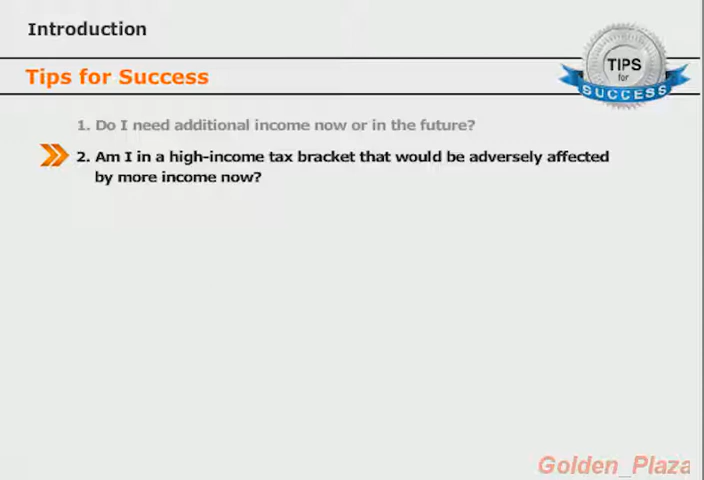 Introduction
Tips for Success
TIPS
for
SUCCESS
1. Do I need additional income now or in the future?
2. Am I in a high-income tax bracket that would be adversely affected
by more income now?
Golden_Plaza